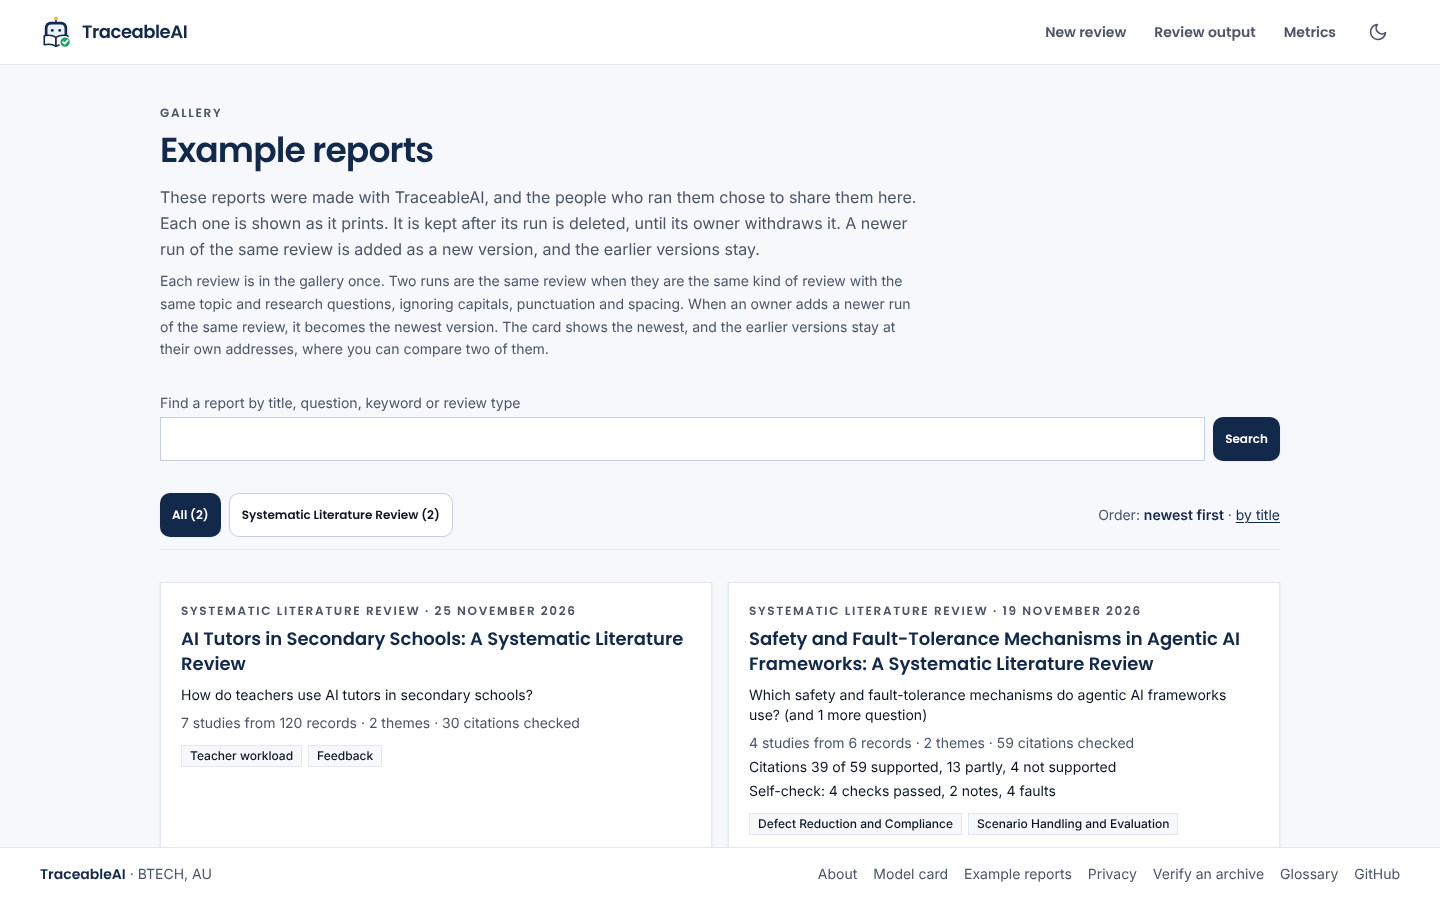 TraceableAI
New review
Review output
Metrics
GALLERY
Example reports
These reports were made with TraceableAI, and the people who ran them chose to share them here.
Each one is shown as it prints. It is kept after its run is deleted, until its owner withdraws it. A newer
run of the same review is added as a new version, and the earlier versions stay.
Each review is in the gallery once. Two runs are the same review when they are the same kind of review with the
same topic and research questions, ignoring capitals, punctuation and spacing. When an owner adds a newer run
of the same review, it becomes the newest version. The card shows the newest, and the earlier versions stay at
their own addresses, where you can compare two of them.
Find a report by title, question, keyword or review type
Search
All (2)
Systematic Literature Review (2)
Order: newest first · by title
SYSTEMATIC LITERATURE REVIEW · 25 NOVEMBER 2026
AI Tutors in Secondary Schools: A Systematic Literature
Review
How do teachers use AI tutors in secondary schools?
7 studies from 120 records · 2 themes · 30 citations checked
Teacher workload
Feedback
SYSTEMATIC LITERATURE REVIEW · 19 NOVEMBER 2026
Safety and Fault-Tolerance Mechanisms in Agentic AI
Frameworks: A Systematic Literature Review
Which safety and fault-tolerance mechanisms do agentic AI frameworks
use? (and 1 more question)
4 studies from 6 records · 2 themes · 59 citations checked
Citations 39 of 59 supported, 13 partly, 4 not supported
Self-check: 4 checks passed, 2 notes, 4 faults
Defect Reduction and Compliance
Scenario Handling and Evaluation
TraceableAI · BTECH, AU
About
Model card
Example reports
Privacy
Verify an archive
Glossary
GitHub